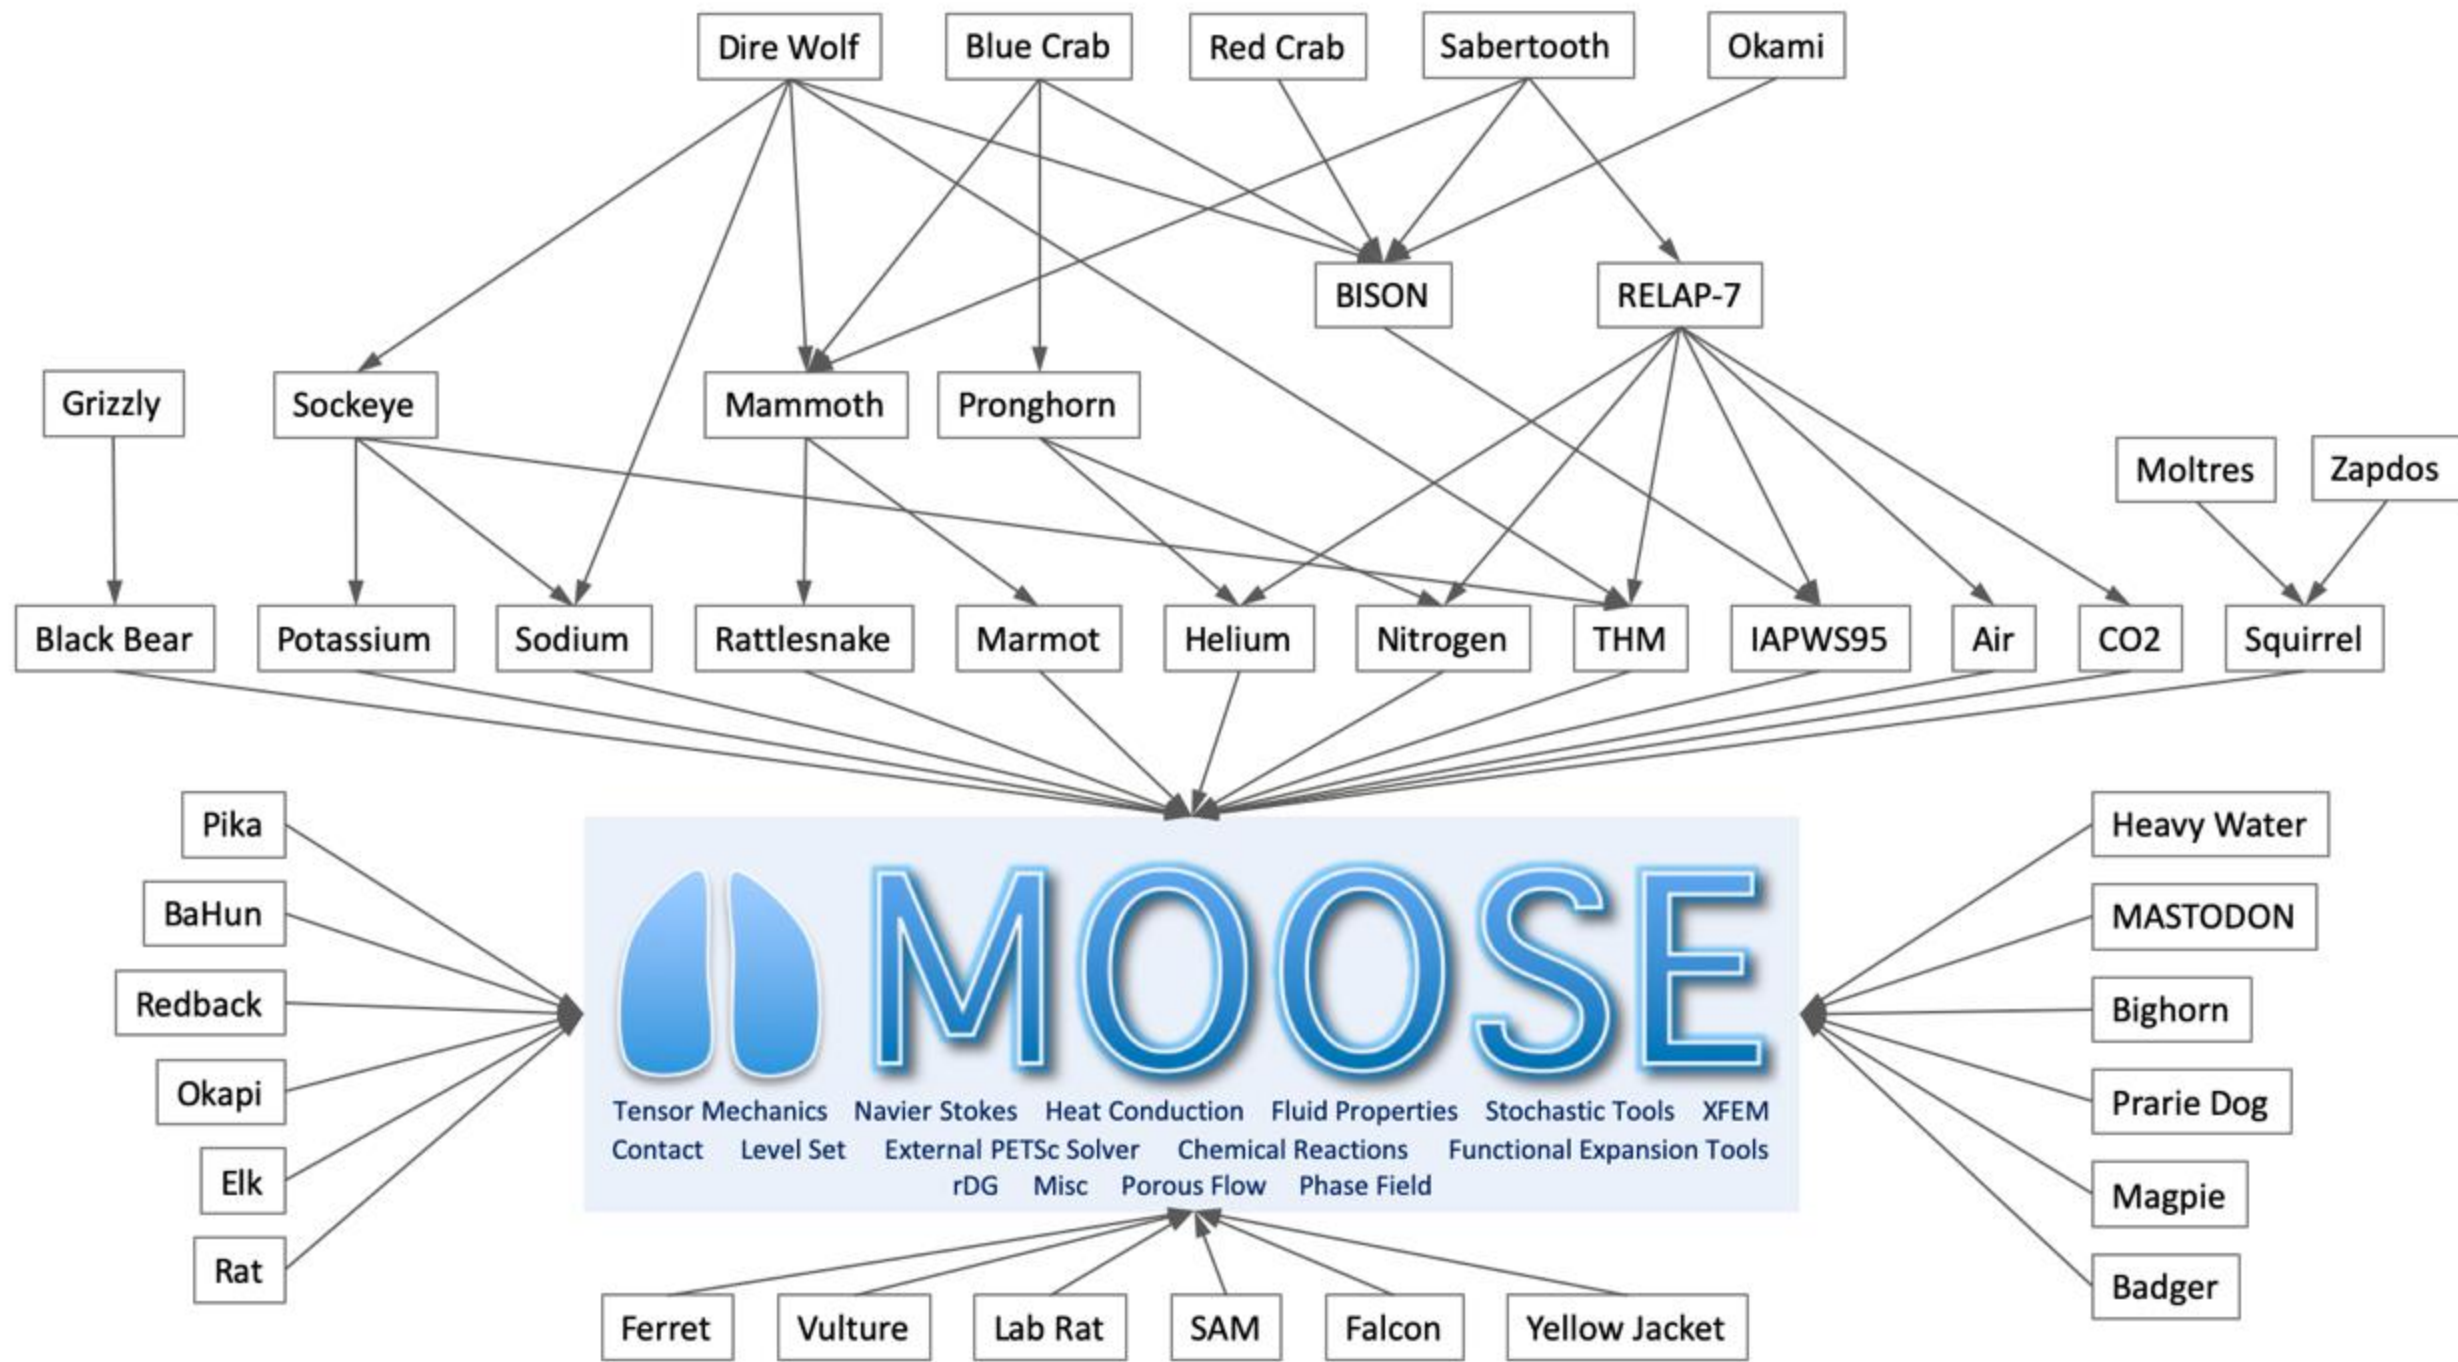 Dire Wolf
Blue Crab
Red Crab
Sabertooth
Okami
BISON
RELAP-7
Grizzly
Sockeye
Mammoth
Pronghorn
Moltres
Zapdos
Black Bear
Potassium
Sodium
Rattlesnake
Marmot
Helium
Nitrogen
THM
IAPWS95
Air
CO2
Squirrel
Pika
BaHun
Redback
Okapi
Elk
Rat
MOOSE
Tensor Mechanics Navier Stokes Heat Conduction Fluid Properties Stochastic Tools XFEM
Contact Level Set External PETSc Solver Chemical Reactions Functional Expansion Tools
rDG Misc Porous Flow Phase Field
Heavy Water
MASTODON
Bighorn
Prarie Dog
Magpie
Badger
Ferret
Vulture
Lab Rat
SAM
Falcon
Yellow Jacket